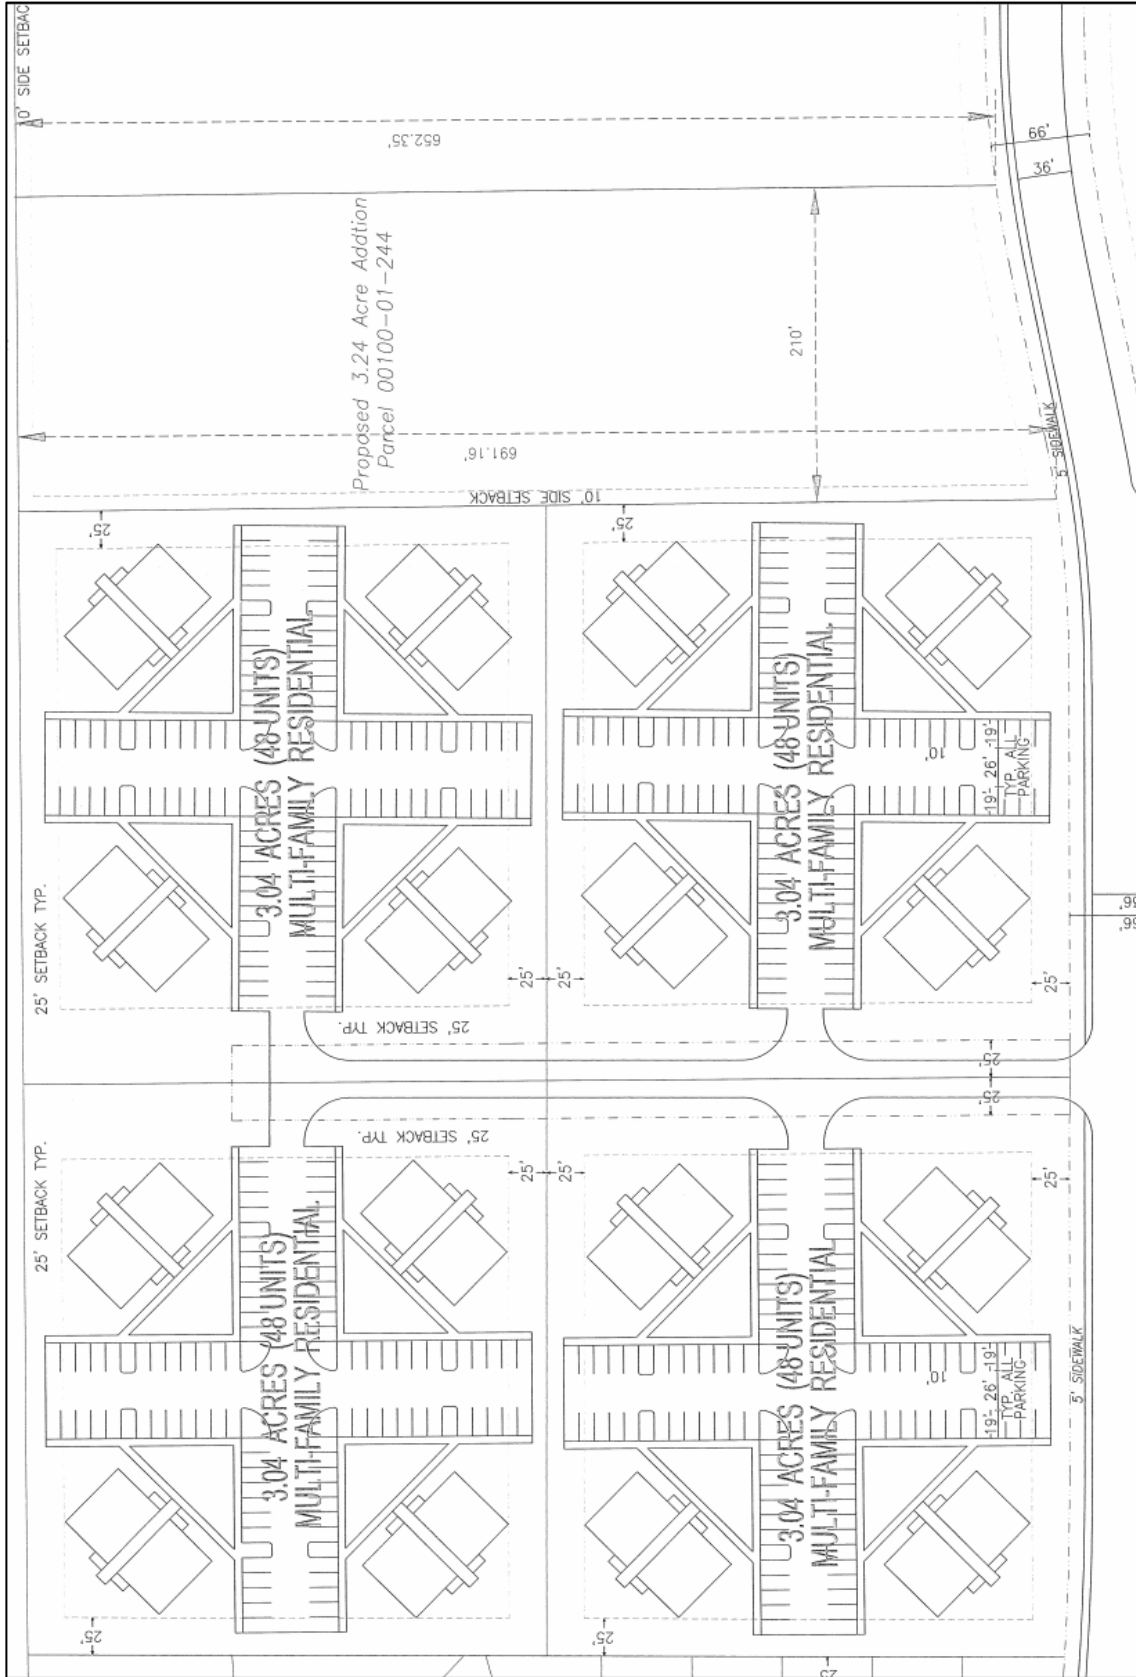 0' SIDE SETBAC
652.35'
66'
36'
Proposed 3.24 Acre Addtion
Parcel 00100-01-244
210'
691.16'
5' SIDEWALK
10' SIDE SETBACK
25'
25'
3.04 ACRES (48 UNITS)
MULTI-FAMILY RESIDENTIAL
3.04 ACRES (48 UNITS)
MULTI-FAMILY RESIDENTIAL
10'
19' 26' 19'
TYP. ALL
PARKING
25' SETBACK TYP.
25'
25'
25'
25' SETBACK TYP.
25'
25'
25' SETBACK TYP.
25' SETBACK TYP.
25'
25'
25'
3.04 ACRES (48 UNITS)
MULTI-FAMILY RESIDENTIAL
3.04 ACRES (48 UNITS)
MULTI-FAMILY RESIDENTIAL
10'
19' 26' 19'
TYP. ALL
PARKING
5' SIDEWALK
25'
25'